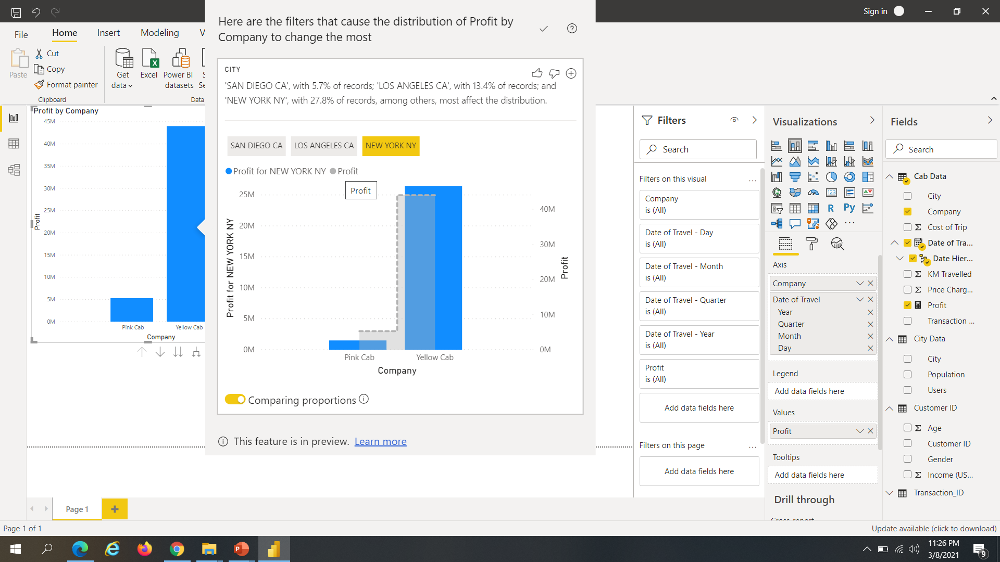 Sign in
File
Home
Insert
Modeling
V
Paste
Cut
Copy
Format painter
Clipboard
Get data
Excel
Power BI datasets
S
Se
Data
Here are the filters that cause the distribution of Profit by
Company to change the most
CITY
'SAN DIEGO CA', with 5.7% of records; 'LOS ANGELES CA', with 13.4% of records; and
'NEW YORK NY', with 27.8% of records, among others, most affect the distribution.
SAN DIEGO CA
LOS ANGELES CA
NEW YORK NY
Profit for NEW YORK NY
Profit
Profit
25M
20M
15M
10M
5M
0M
Profit for NEW YORK NY
40M
30M
20M
10M
0M
Profit
Pink Cab
Yellow Cab
Company
Comparing proportions
This feature is in preview. Learn more
Profit by Company
45M
40M
35M
30M
25M
20M
15M
10M
5M
0M
Profit
Pink Cab
Yellow Cab
Company
Filters
Search
Filters on this visual
...
Company
is (All)
Date of Travel - Day
is (All)
Date of Travel - Month
is (All)
Date of Travel - Quarter
is (All)
Date of Travel - Year
is (All)
Profit
is (All)
Add data fields here
Filters on this page
...
Add data fields here
Visualizations
123
R
Py
...
Axis
Company
Date of Travel
Year
Quarter
Month
Day
Legend
Add data fields here
Values
Profit
Tooltips
Add data fields here
Drill through
Cross-report
Fields
Search
Cab Data
City
Company
Σ Cost of Trip
Date of Tra...
Date Hier...
Σ KM Travelled
Σ Price Charg...
Profit
Transaction ...
City Data
City
Population
Users
Customer ID
Σ Age
Customer ID
Gender
Σ Income (US...
Transaction_ID
Page 1
Page 1 of 1
Update available (click to download)
11:26 PM
3/8/2021
9